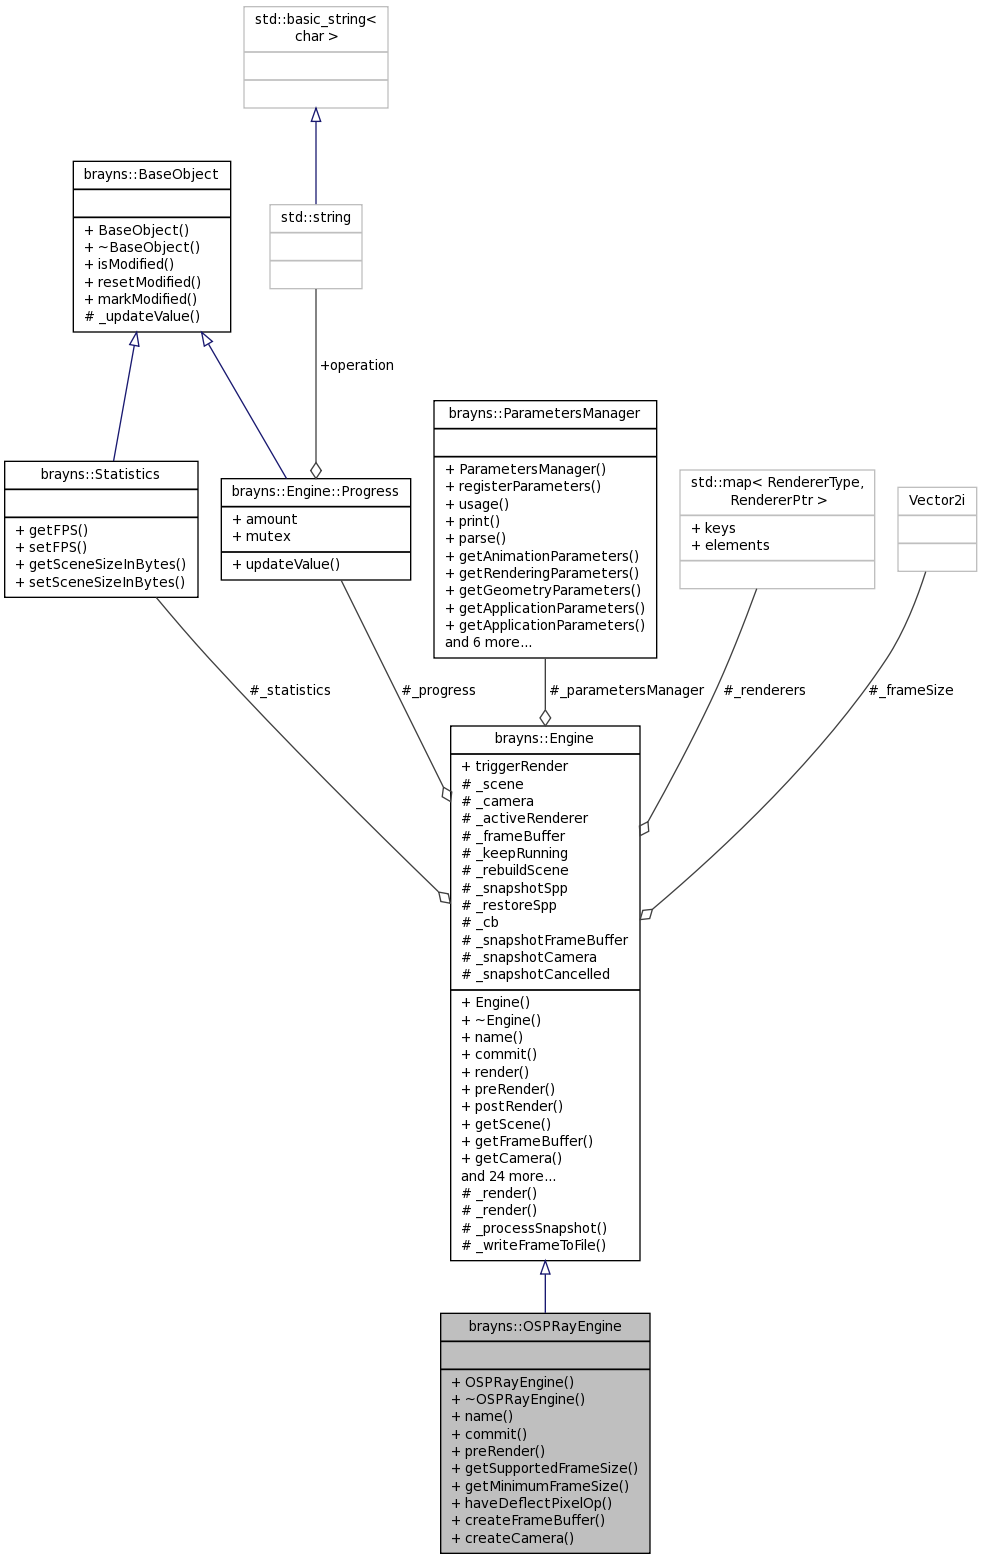 std::basic_string<
char >
brayns::BaseObject
+ BaseObject()
+ ~BaseObject()
+ isModified()
+ resetModified()
+ markModified()
# _updateValue()
std::string
+operation
brayns::Statistics
+ getFPS()
+ setFPS()
+ getSceneSizeInBytes()
+ setSceneSizeInBytes()
brayns::Engine::Progress
+ amount
+ mutex
+ updateValue()
brayns::ParametersManager
+ ParametersManager()
+ registerParameters()
+ usage()
+ print()
+ parse()
+ getAnimationParameters()
+ getRenderingParameters()
+ getGeometryParameters()
+ getApplicationParameters()
+ getApplicationParameters()
and 6 more...
std::map< RendererType,
RendererPtr >
+ keys
+ elements
Vector2i
#_statistics
#_progress
#_parametersManager
#_renderers
#_frameSize
brayns::Engine
+ triggerRender
# _scene
# _camera
# _activeRenderer
# _frameBuffer
# _keepRunning
# _rebuildScene
# _snapshotSpp
# _restoreSpp
# _cb
# _snapshotFrameBuffer
# _snapshotCamera
# _snapshotCancelled
+ Engine()
+ ~Engine()
+ name()
+ commit()
+ render()
+ preRender()
+ postRender()
+ getScene()
+ getFrameBuffer()
+ getCamera()
and 24 more...
# _render()
# _render()
# _processSnapshot()
# _writeFrameToFile()
brayns::OSPRayEngine
+ OSPRayEngine()
+ ~OSPRayEngine()
+ name()
+ commit()
+ preRender()
+ getSupportedFrameSize()
+ getMinimumFrameSize()
+ haveDeflectPixelOp()
+ createFrameBuffer()
+ createCamera()